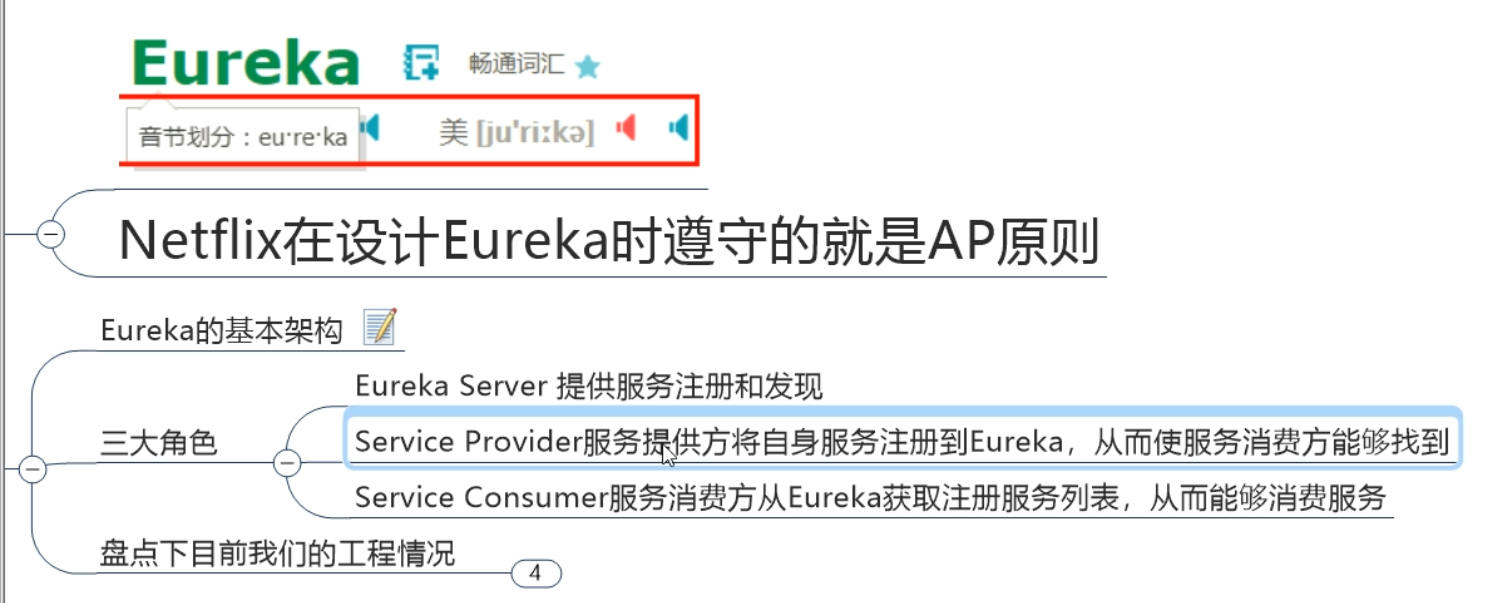 Eureka 畅通词汇
音节划分：eu·re·ka 美 [ju'ri:kə]
Netflix在设计Eureka时遵守的就是AP原则
Eureka的基本架构
三大角色
Eureka Server 提供服务注册和发现
Service Provider服务提供方将自身服务注册到Eureka，从而使服务消费方能够找到
Service Consumer服务消费方从Eureka获取注册服务列表，从而能够消费服务
盘点下目前我们的工程情况
4